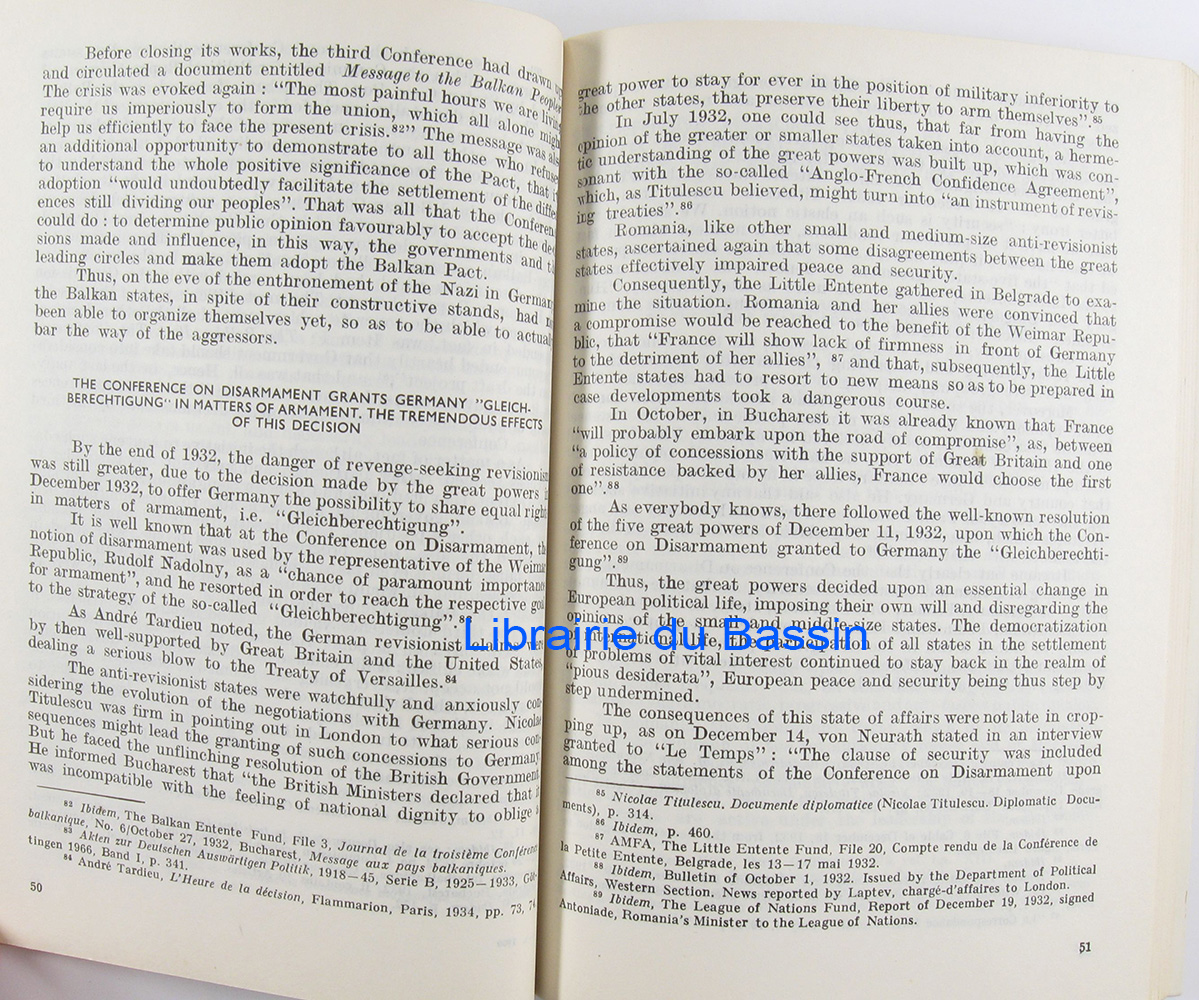 Before closing its works, the third Conference had drawn up
and circulated a document entitled Message to the Balkan Peoples
The crisis was evoked again : “The most painful hours we are living
require us imperiously to form the union, which all alone might
help us efficiently to face the present crisis.⁸²” The message was also
an additional opportunity to demonstrate to all those who refuse
to understand the whole positive significance of the Pact, that
adoption “would undoubtedly facilitate the settlement of the
ences still dividing our peoples”. That was all that the
could do : to determine public opinion favourably to accept the
sions made and influence, in this way, the governments and
leading circles and make them adopt the Balkan Pact.
Thus, on the eve of the enthronement of the Nazi in
the Balkan states, in spite of their constructive stands, had
been able to organize themselves yet, so as to be able to
bar the way of the aggressors.
THE CONFERENCE ON DISARMAMENT GRANTS GERMANY "GLEICH-
BERECHTIGUNG" IN MATTERS OF ARMAMENT. THE TREMENDOUS EFFECTS
OF THIS DECISION
By the end of 1932, the danger of revenge-seeking revisionism
was still greater, due to the decision made by the great powers
December 1932, to offer Germany the possibility to share equal
in matters of armament, i.e. “Gleichberechtigung”.
It is well known that at the Conference on Disarmament,
notion of disarmament was used by the representative of the Weimar
Republic, Rudolf Nadolny, as a “chance of paramount importance
for armament”, and he resorted in order to reach the respective goal
to the strategy of the so-called “Gleichberechtigung”.⁸³
As André Tardieu noted, the German revisionist claims were
by then well-supported by Great Britain and the United States,
dealing a serious blow to the Treaty of Versailles.⁸⁴
The anti-revisionist states were watchfully and anxiously con-
sidering the evolution of the negotiations with Germany. Nicolae
Titulescu was firm in pointing out in London to what serious con-
sequences might lead the granting of such concessions to Germany.
But he faced the unflinching resolution of the British Government.
He informed Bucharest that “the British Ministers declared that it
was incompatible with the feeling of national dignity to oblige
⁸² Ibidem, The Balkan Entente Fund, File 3, Journal de la troisième Conférence
balkanique, No. 6/October 27, 1932, Bucharest, Message aux pays balkaniques.
⁸³ Akten zur Deutschen Auswärtigen Politik, 1918—45, Serie B, 1925—1933, Göt-
tingen 1966, Band I, p. 341.
⁸⁴ André Tardieu, L'Heure de la décision, Flammarion, Paris, 1934, pp. 73, 74
50
great power to stay for ever in the position of military inferiority to
the other states, that preserve their liberty to arm themselves”.⁸⁵
In July 1932, one could see thus, that far from having the
opinion of the greater or smaller states taken into account, a herme-
tic understanding of the great powers was built up, which was con-
sonant with the so-called “Anglo-French Confidence Agreement”,
which, as Titulescu believed, might turn into “an instrument of revis-
ing treaties”.⁸⁶
Romania, like other small and medium-size anti-revisionist
states, ascertained again that some disagreements between the great
states effectively impaired peace and security.
Consequently, the Little Entente gathered in Belgrade to exa-
mine the situation. Romania and her allies were convinced that
a compromise would be reached to the benefit of the Weimar Repu-
blic, that “France will show lack of firmness in front of Germany
to the detriment of her allies”, ⁸⁷ and that, subsequently, the Little
Entente states had to resort to new means so as to be prepared in
case developments took a dangerous course.
In October, in Bucharest it was already known that France
“will probably embark upon the road of compromise”, as, between
“a policy of concessions with the support of Great Britain and one
of resistance backed by her allies, France would choose the first
one”.⁸⁸
As everybody knows, there followed the well-known resolution
of the five great powers of December 11, 1932, upon which the Con-
ference on Disarmament granted to Germany the “Gleichberechti-
gung”.⁸⁹
Thus, the great powers decided upon an essential change in
European political life, imposing their own will and disregarding the
opinions of the small and middle-size states. The democratization
of international life, the participation of all states in the settlement
of problems of vital interest continued to stay back in the realm of
“pious desiderata”, European peace and security being thus step by
step undermined.
The consequences of this state of affairs were not late in crop-
ping up, as on December 14, von Neurath stated in an interview
granted to “Le Temps” : “The clause of security was included
among the statements of the Conference on Disarmament upon
⁸⁵ Nicolae Titulescu. Documente diplomatice (Nicolae Titulescu. Diplomatic Docu-
ments), p. 314.
⁸⁶ Ibidem, p. 460.
⁸⁷ AMFA, The Little Entente Fund, File 20, Compte rendu de la Conférence de
la Petite Entente, Belgrade, les 13—17 mai 1932.
⁸⁸ Ibidem, Bulletin of October 1, 1932. Issued by the Department of Political
Affairs, Western Section. News reported by Laptev, chargé-d'affaires to London.
⁸⁹ Ibidem, The League of Nations Fund, Report of December 19, 1932, signed
Antoniade, Romania's Minister to the League of Nations.
51
Librairie du Bassin